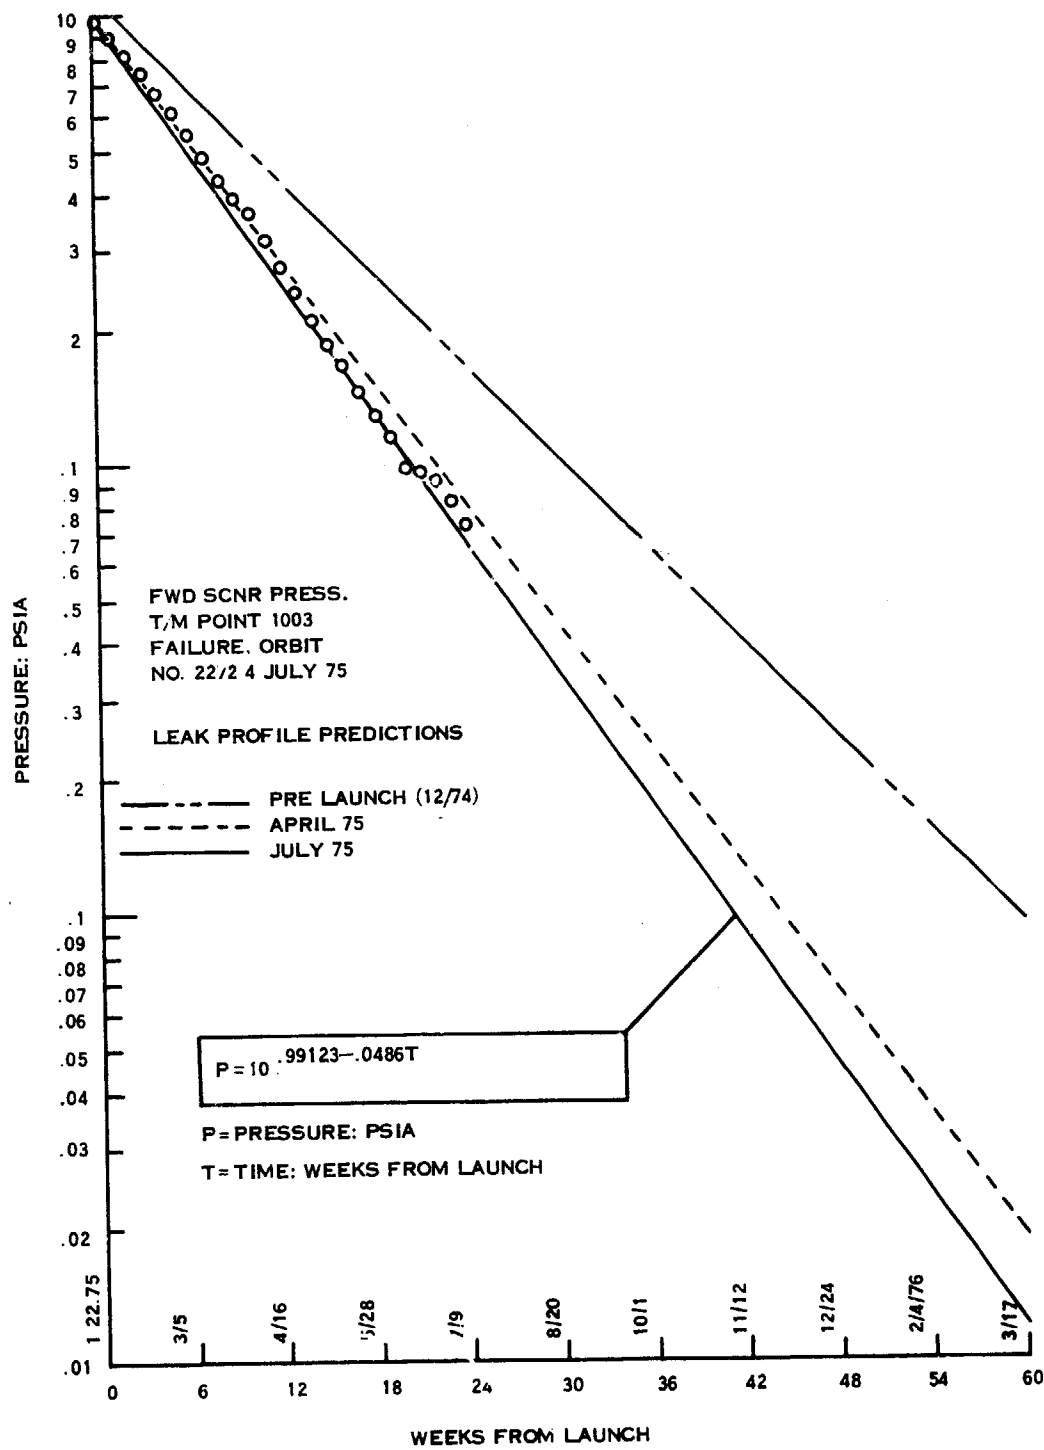 10
9
8
7
6
5
4
3
2
.1
.9
.8
.7
.6
.5
.4
.3
.2
.1
.09
.08
.07
.06
.05
.04
.03
.02
.01
PRESSURE: PSIA
FWD SCNR PRESS.
T/M POINT 1003
FAILURE. ORBIT
NO. 22/2 4 JULY 75
LEAK PROFILE PREDICTIONS
PRE LAUNCH (12/74)
APRIL 75
JULY 75
P = 10 .99123–.0486T
P = PRESSURE: PSIA
T = TIME: WEEKS FROM LAUNCH
1 22.75
3/5
4/16
5/28
7/9
8/20
10/1
11/12
12/24
2/4/76
3/17
0 6 12 18 24 30 36 42 48 54 60
WEEKS FROM LAUNCH